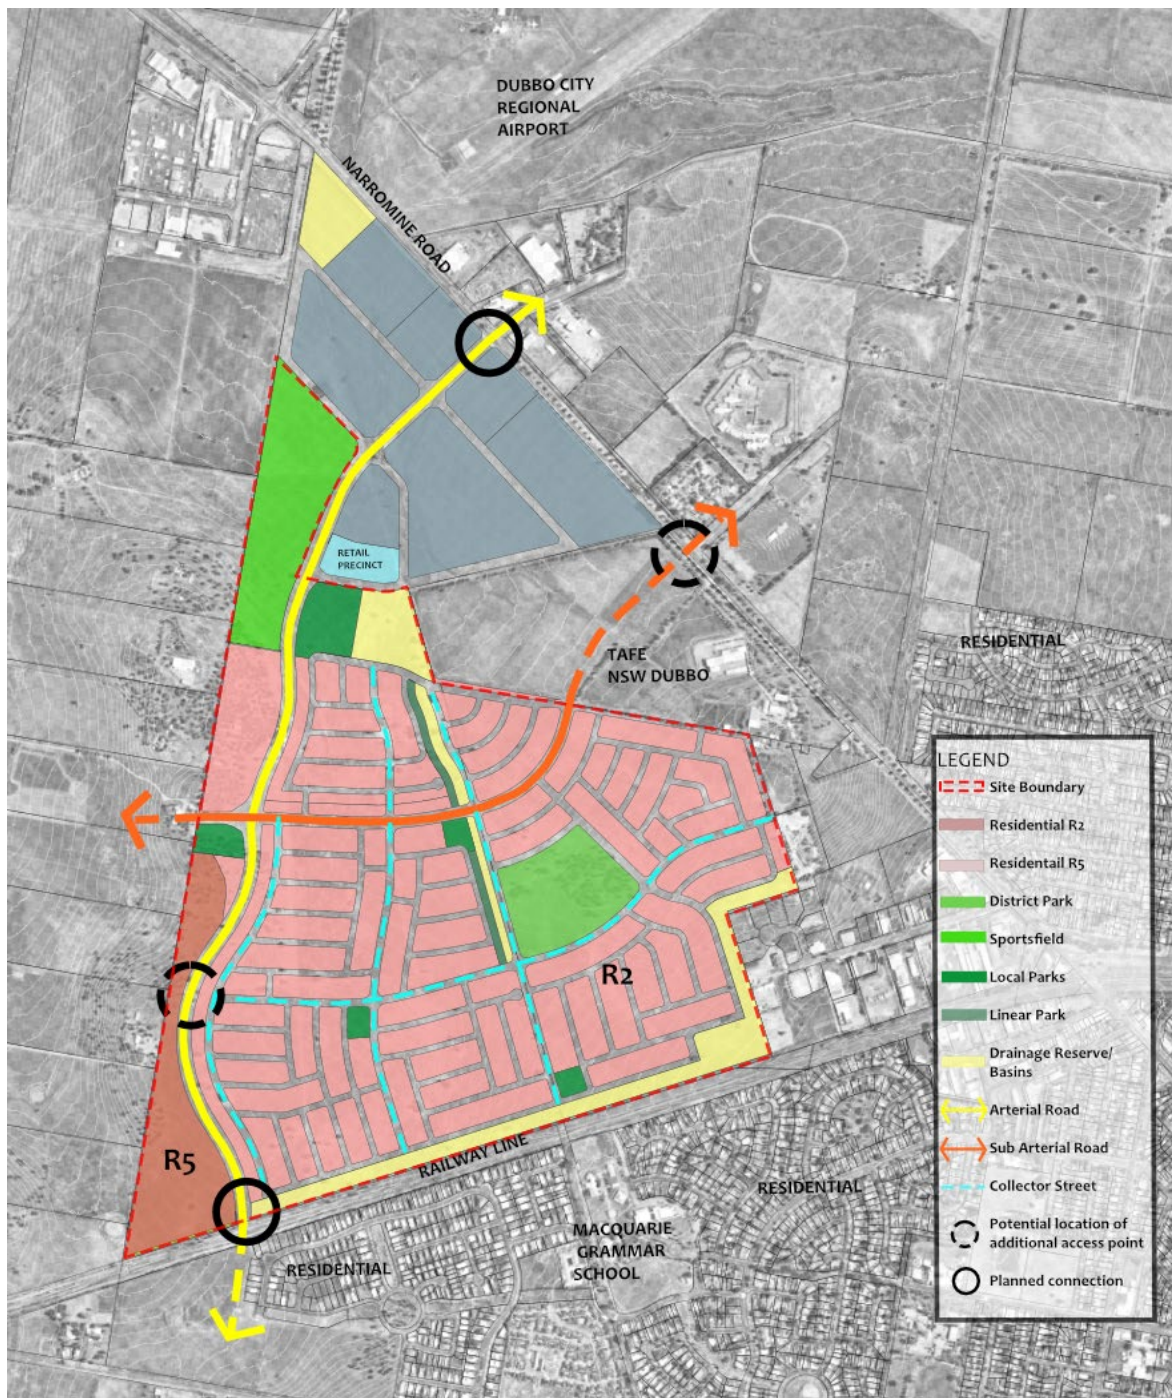 DUBBO CITY
REGIONAL
AIRPORT
NARROMINE ROAD
RETAIL
PRECINCT
TAFE
NSW DUBBO
RESIDENTIAL
R2
R5
RAILWAY LINE
RESIDENTIAL
MACQUARIE
GRAMMAR
SCHOOL
RESIDENTIAL
LEGEND
Site Boundary
Residential R2
Residentail R5
District Park
Sportsfield
Local Parks
Linear Park
Drainage Reserve/
Basins
Arterial Road
Sub Arterial Road
Collector Street
Potential location of
additional access point
Planned connection